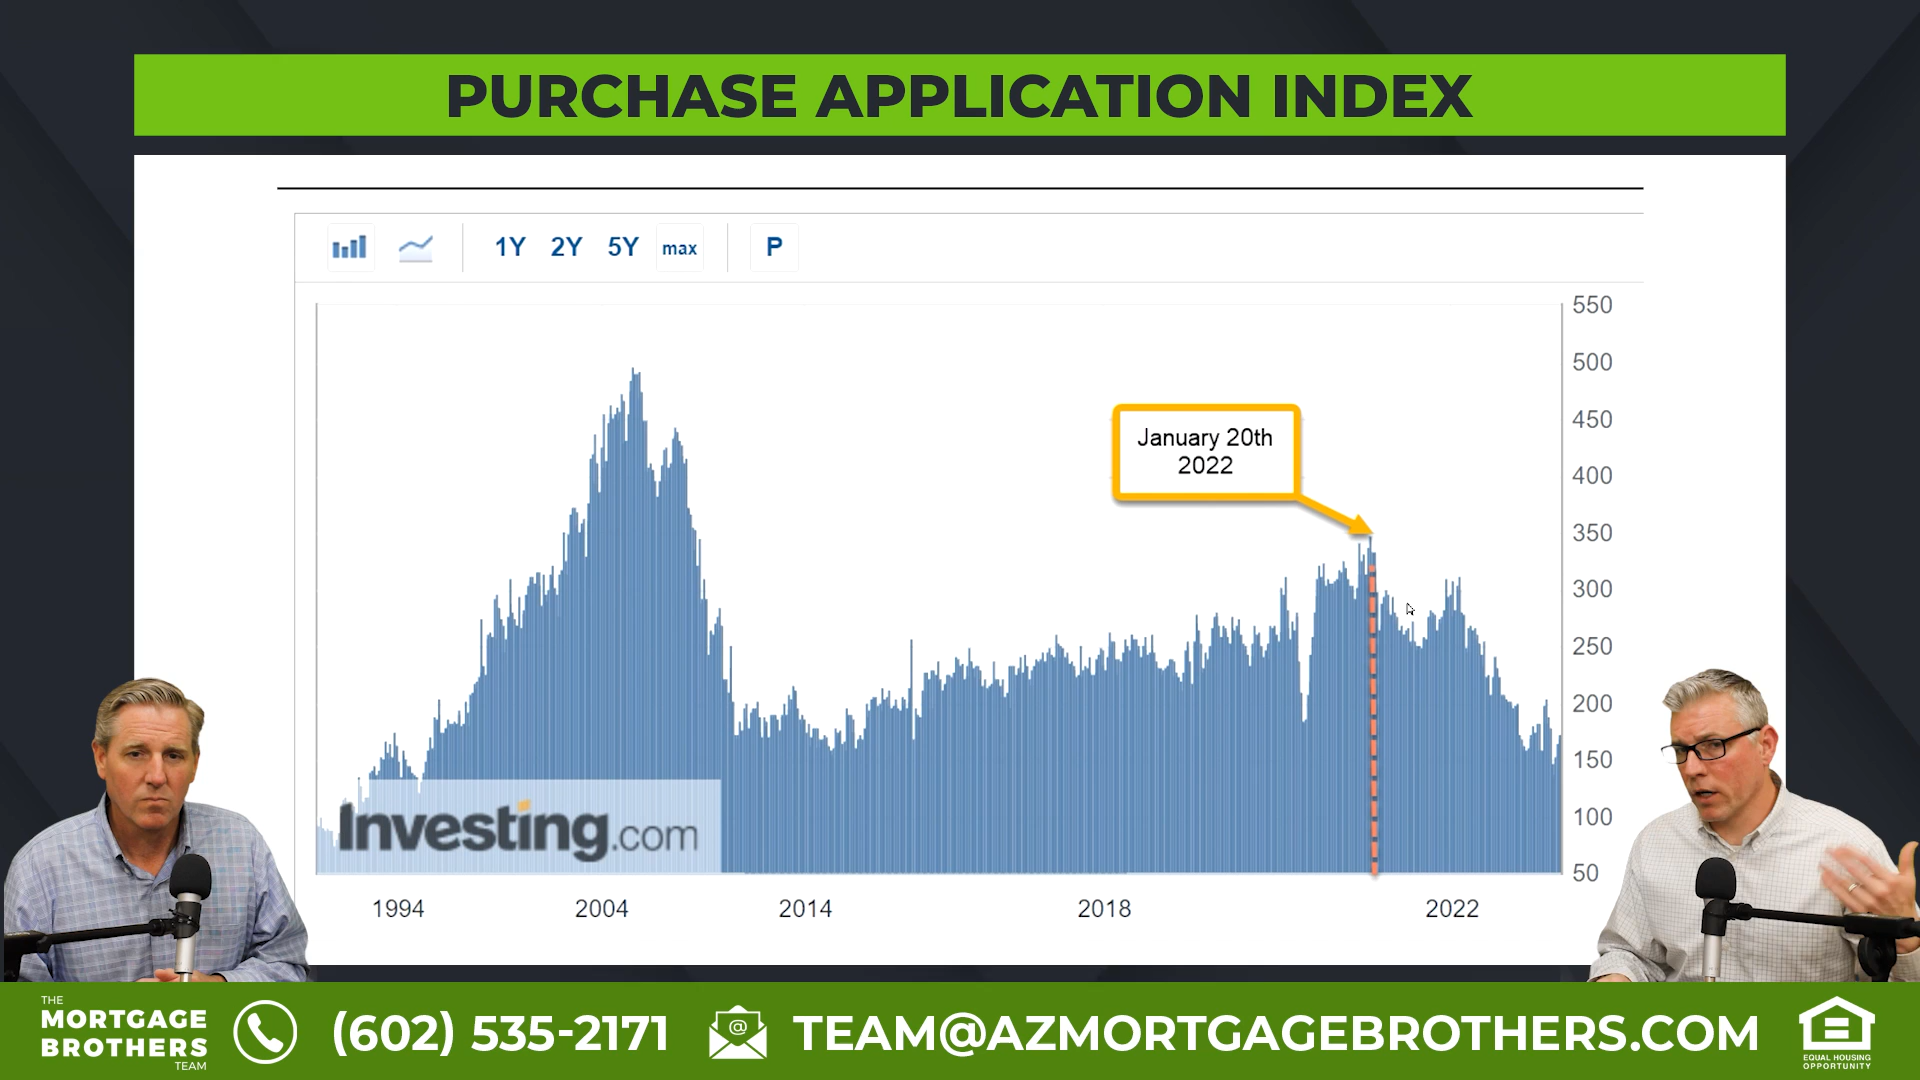 PURCHASE APPLICATION INDEX
1Y 2Y 5Y max P
550
500
450
January 20th
2022
400
350
300
250
200
150
100
50
Investing.com
1994 2004 2014 2018 2022
THE
MORTGAGE
BROTHERS
TEAM
(602) 535-2171
@
TEAM@AZMORTGAGEBROTHERS.COM
EQUAL HOUSING
OPPORTUNITY